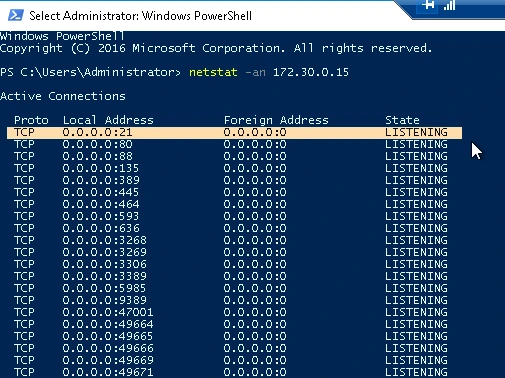 Select Administrator: Windows PowerShell
Windows PowerShell
Copyright (C) 2016 Microsoft Corporation. All rights reserved.
PS C:\Users\Administrator> netstat -an 172.30.0.15
Active Connections
Proto Local Address Foreign Address State
TCP 0.0.0.0:21 0.0.0.0:0 LISTENING
TCP 0.0.0.0:80 0.0.0.0:0 LISTENING
TCP 0.0.0.0:88 0.0.0.0:0 LISTENING
TCP 0.0.0.0:135 0.0.0.0:0 LISTENING
TCP 0.0.0.0:389 0.0.0.0:0 LISTENING
TCP 0.0.0.0:445 0.0.0.0:0 LISTENING
TCP 0.0.0.0:464 0.0.0.0:0 LISTENING
TCP 0.0.0.0:593 0.0.0.0:0 LISTENING
TCP 0.0.0.0:636 0.0.0.0:0 LISTENING
TCP 0.0.0.0:3268 0.0.0.0:0 LISTENING
TCP 0.0.0.0:3269 0.0.0.0:0 LISTENING
TCP 0.0.0.0:3306 0.0.0.0:0 LISTENING
TCP 0.0.0.0:3389 0.0.0.0:0 LISTENING
TCP 0.0.0.0:5985 0.0.0.0:0 LISTENING
TCP 0.0.0.0:9389 0.0.0.0:0 LISTENING
TCP 0.0.0.0:47001 0.0.0.0:0 LISTENING
TCP 0.0.0.0:49664 0.0.0.0:0 LISTENING
TCP 0.0.0.0:49665 0.0.0.0:0 LISTENING
TCP 0.0.0.0:49666 0.0.0.0:0 LISTENING
TCP 0.0.0.0:49669 0.0.0.0:0 LISTENING
TCP 0.0.0.0:49671 0.0.0.0:0 LISTENING